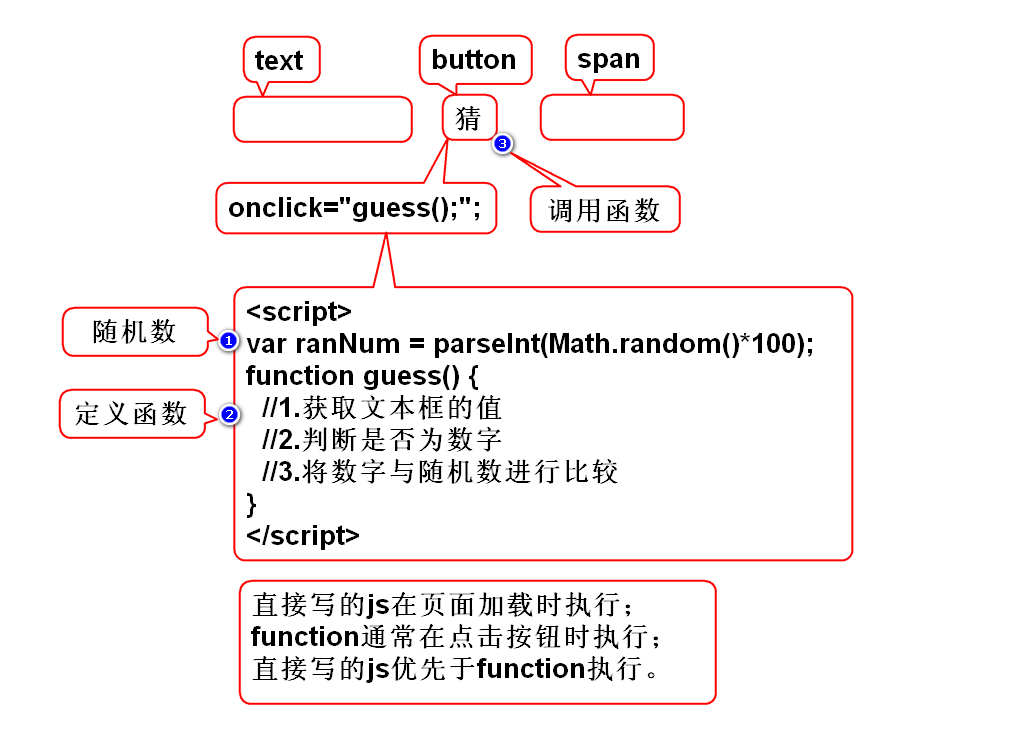 text
button
span
猜
3
onclick="guess();";
调用函数
<script>
随机数
1
var ranNum = parseInt(Math.random()*100);
function guess() {
定义函数
2
//1.获取文本框的值
//2.判断是否为数字
//3.将数字与随机数进行比较
}
</script>
直接写的js在页面加载时执行；
function通常在点击按钮时执行；
直接写的js优先于function执行。